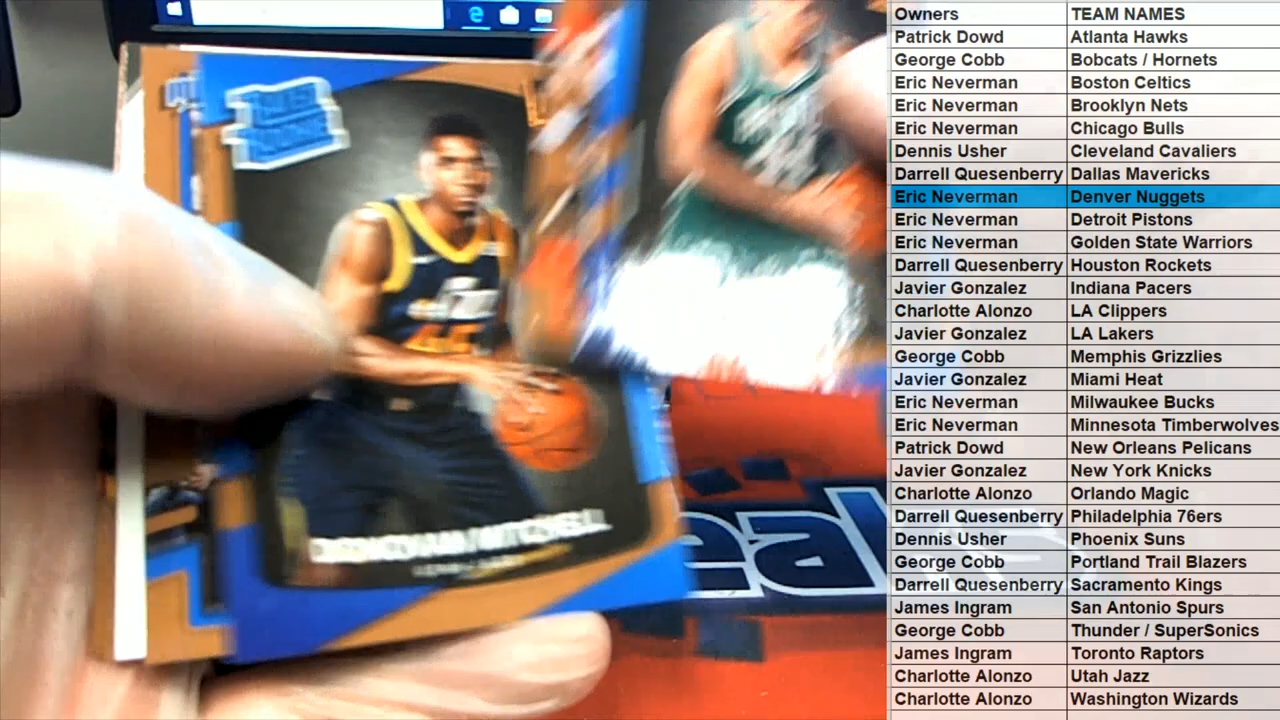 RATED
ROOKIE
DONOVAN MITCHELL
ea
Owners TEAM NAMES
Patrick Dowd Atlanta Hawks
George Cobb Bobcats / Hornets
Eric Neverman Boston Celtics
Eric Neverman Brooklyn Nets
Eric Neverman Chicago Bulls
Dennis Usher Cleveland Cavaliers
Darrell Quesenberry Dallas Mavericks
Eric Neverman Denver Nuggets
Eric Neverman Detroit Pistons
Eric Neverman Golden State Warriors
Darrell Quesenberry Houston Rockets
Javier Gonzalez Indiana Pacers
Charlotte Alonzo LA Clippers
Javier Gonzalez LA Lakers
George Cobb Memphis Grizzlies
Javier Gonzalez Miami Heat
Eric Neverman Milwaukee Bucks
Eric Neverman Minnesota Timberwolves
Patrick Dowd New Orleans Pelicans
Javier Gonzalez New York Knicks
Charlotte Alonzo Orlando Magic
Darrell Quesenberry Philadelphia 76ers
Dennis Usher Phoenix Suns
George Cobb Portland Trail Blazers
Darrell Quesenberry Sacramento Kings
James Ingram San Antonio Spurs
George Cobb Thunder / SuperSonics
James Ingram Toronto Raptors
Charlotte Alonzo Utah Jazz
Charlotte Alonzo Washington Wizards